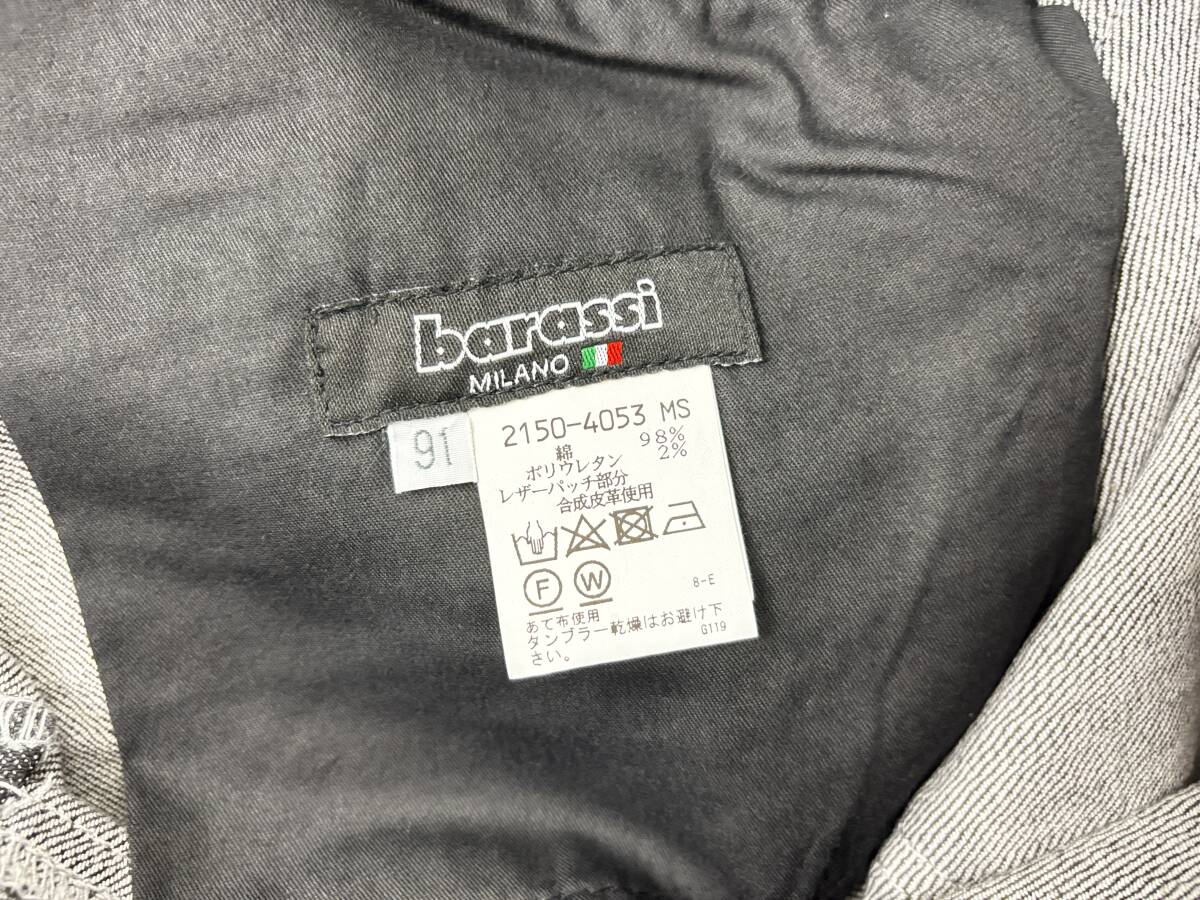 barassi
MILANO
91
2150-4053 MS
綿 98%
ポリウレタン 2%
レザーパッチ部分
合成皮革使用
F W
8-E
あて布使用
タンブラー乾燥はお避け下
さい。
G119